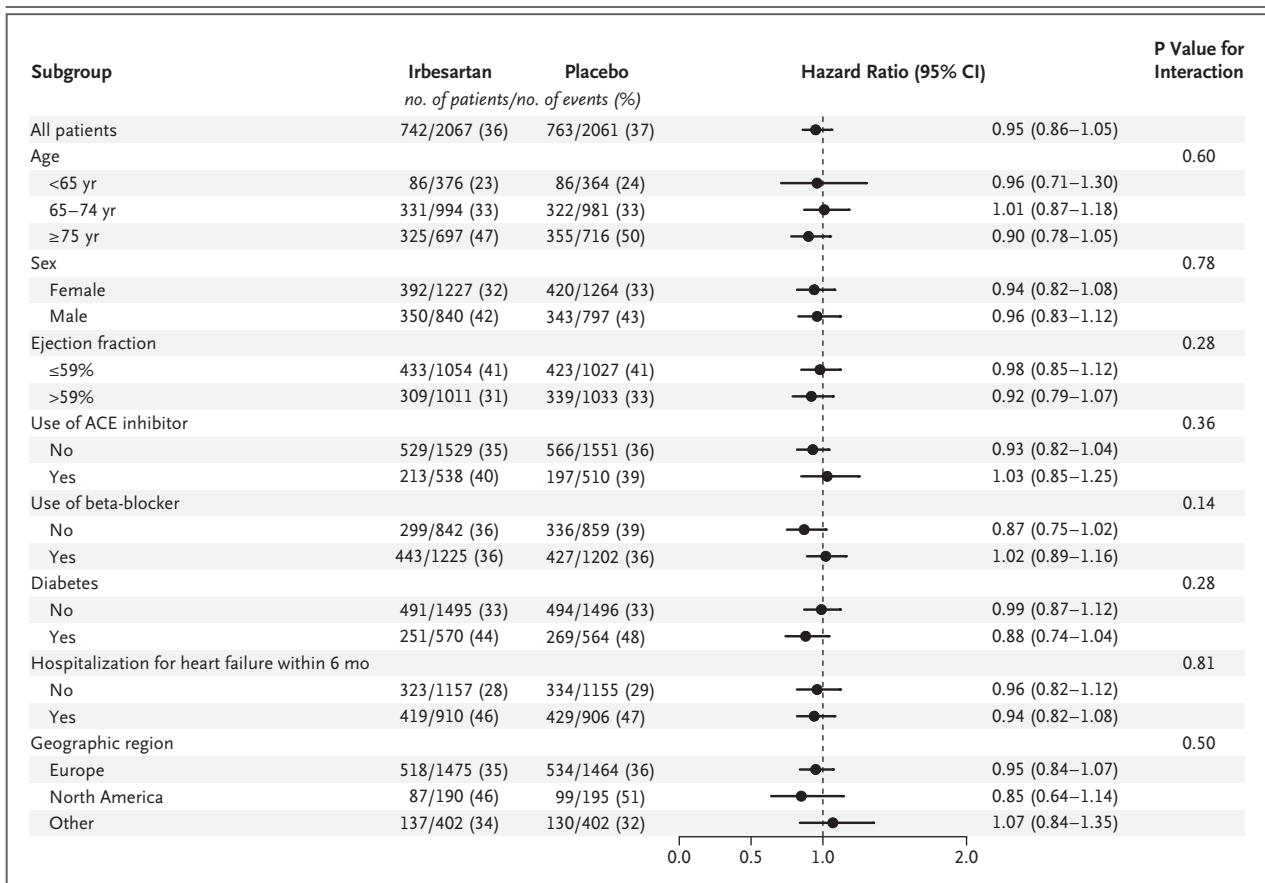 Subgroup Irbesartan Placebo Hazard Ratio (95% CI) P Value for Interaction
no. of patients/no. of events (%)
All patients 742/2067 (36) 763/2061 (37) 0.95 (0.86–1.05)
Age 0.60
<65 yr 86/376 (23) 86/364 (24) 0.96 (0.71–1.30)
65–74 yr 331/994 (33) 322/981 (33) 1.01 (0.87–1.18)
≥75 yr 325/697 (47) 355/716 (50) 0.90 (0.78–1.05)
Sex 0.78
Female 392/1227 (32) 420/1264 (33) 0.94 (0.82–1.08)
Male 350/840 (42) 343/797 (43) 0.96 (0.83–1.12)
Ejection fraction 0.28
≤59% 433/1054 (41) 423/1027 (41) 0.98 (0.85–1.12)
>59% 309/1011 (31) 339/1033 (33) 0.92 (0.79–1.07)
Use of ACE inhibitor 0.36
No 529/1529 (35) 566/1551 (36) 0.93 (0.82–1.04)
Yes 213/538 (40) 197/510 (39) 1.03 (0.85–1.25)
Use of beta-blocker 0.14
No 299/842 (36) 336/859 (39) 0.87 (0.75–1.02)
Yes 443/1225 (36) 427/1202 (36) 1.02 (0.89–1.16)
Diabetes 0.28
No 491/1495 (33) 494/1496 (33) 0.99 (0.87–1.12)
Yes 251/570 (44) 269/564 (48) 0.88 (0.74–1.04)
Hospitalization for heart failure within 6 mo 0.81
No 323/1157 (28) 334/1155 (29) 0.96 (0.82–1.12)
Yes 419/910 (46) 429/906 (47) 0.94 (0.82–1.08)
Geographic region 0.50
Europe 518/1475 (35) 534/1464 (36) 0.95 (0.84–1.07)
North America 87/190 (46) 99/195 (51) 0.85 (0.64–1.14)
Other 137/402 (34) 130/402 (32) 1.07 (0.84–1.35)
0.0 0.5 1.0 2.0